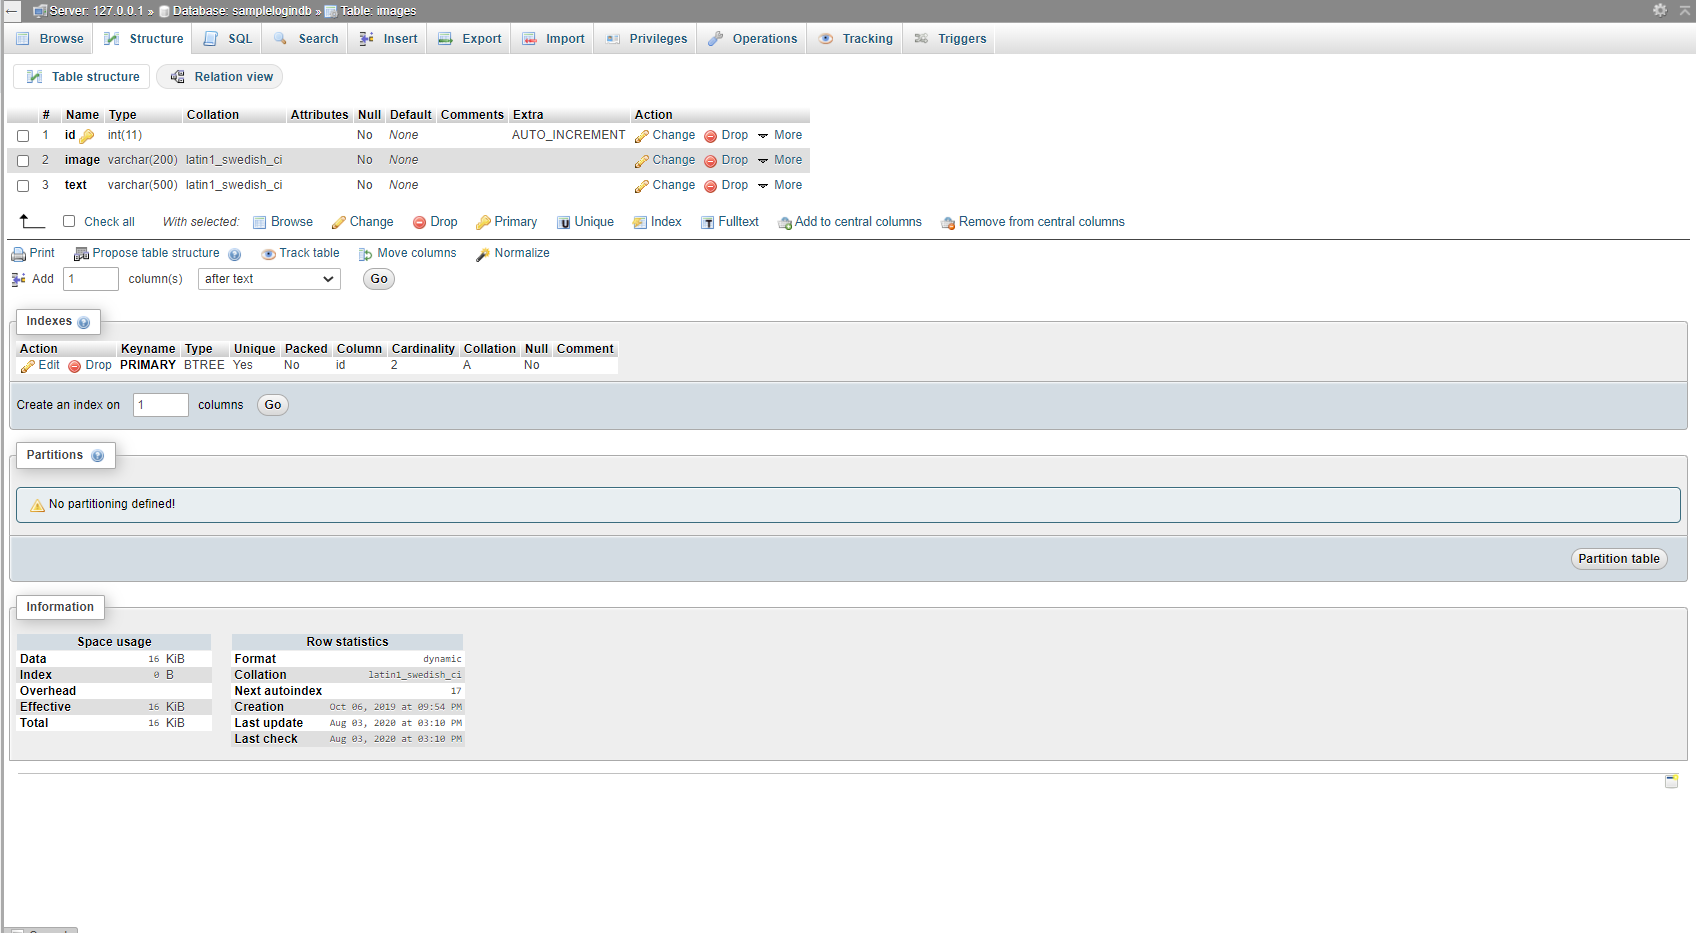 Server: 127.0.0.1 » Database: samplelogindb » Table: images
Browse Structure SQL Search Insert Export Import Privileges Operations Tracking Triggers
Table structure Relation view
# Name Type Collation Attributes Null Default Comments Extra Action
1 id int(11) No None AUTO_INCREMENT Change Drop More
2 image varchar(200) latin1_swedish_ci No None Change Drop More
3 text varchar(500) latin1_swedish_ci No None Change Drop More
Check all With selected: Browse Change Drop Primary Unique Index Fulltext Add to central columns Remove from central columns
Print Propose table structure Track table Move columns Normalize
Add 1 column(s) after text Go
Indexes
Action Keyname Type Unique Packed Column Cardinality Collation Null Comment
Edit Drop PRIMARY BTREE Yes No id 2 A No
Create an index on 1 columns Go
Partitions
No partitioning defined!
Partition table
Information
Space usage Row statistics
Data 16 KiB Format dynamic
Index 0 B Collation latin1_swedish_ci
Overhead Next autoindex 17
Effective 16 KiB Creation Oct 06, 2019 at 09:54 PM
Total 16 KiB Last update Aug 03, 2020 at 03:10 PM
Last check Aug 03, 2020 at 03:10 PM